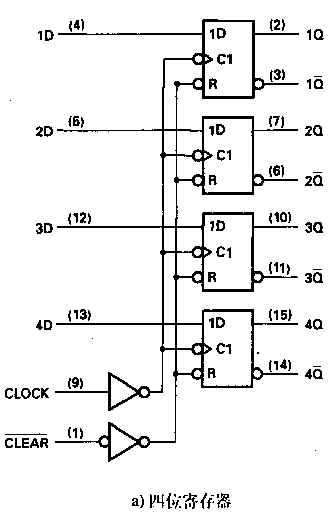 1D (4) 1D (2) 1Q
C1
R (3) 1Q̅
2D (5) 1D (7) 2Q
C1
R (6) 2Q̅
3D (12) 1D (10) 3Q
C1
R (11) 3Q̅
4D (13) 1D (15) 4Q
C1
R (14) 4Q̅
CLOCK (9)
C̅L̅E̅A̅R̅ (1)
a) 四位寄存器